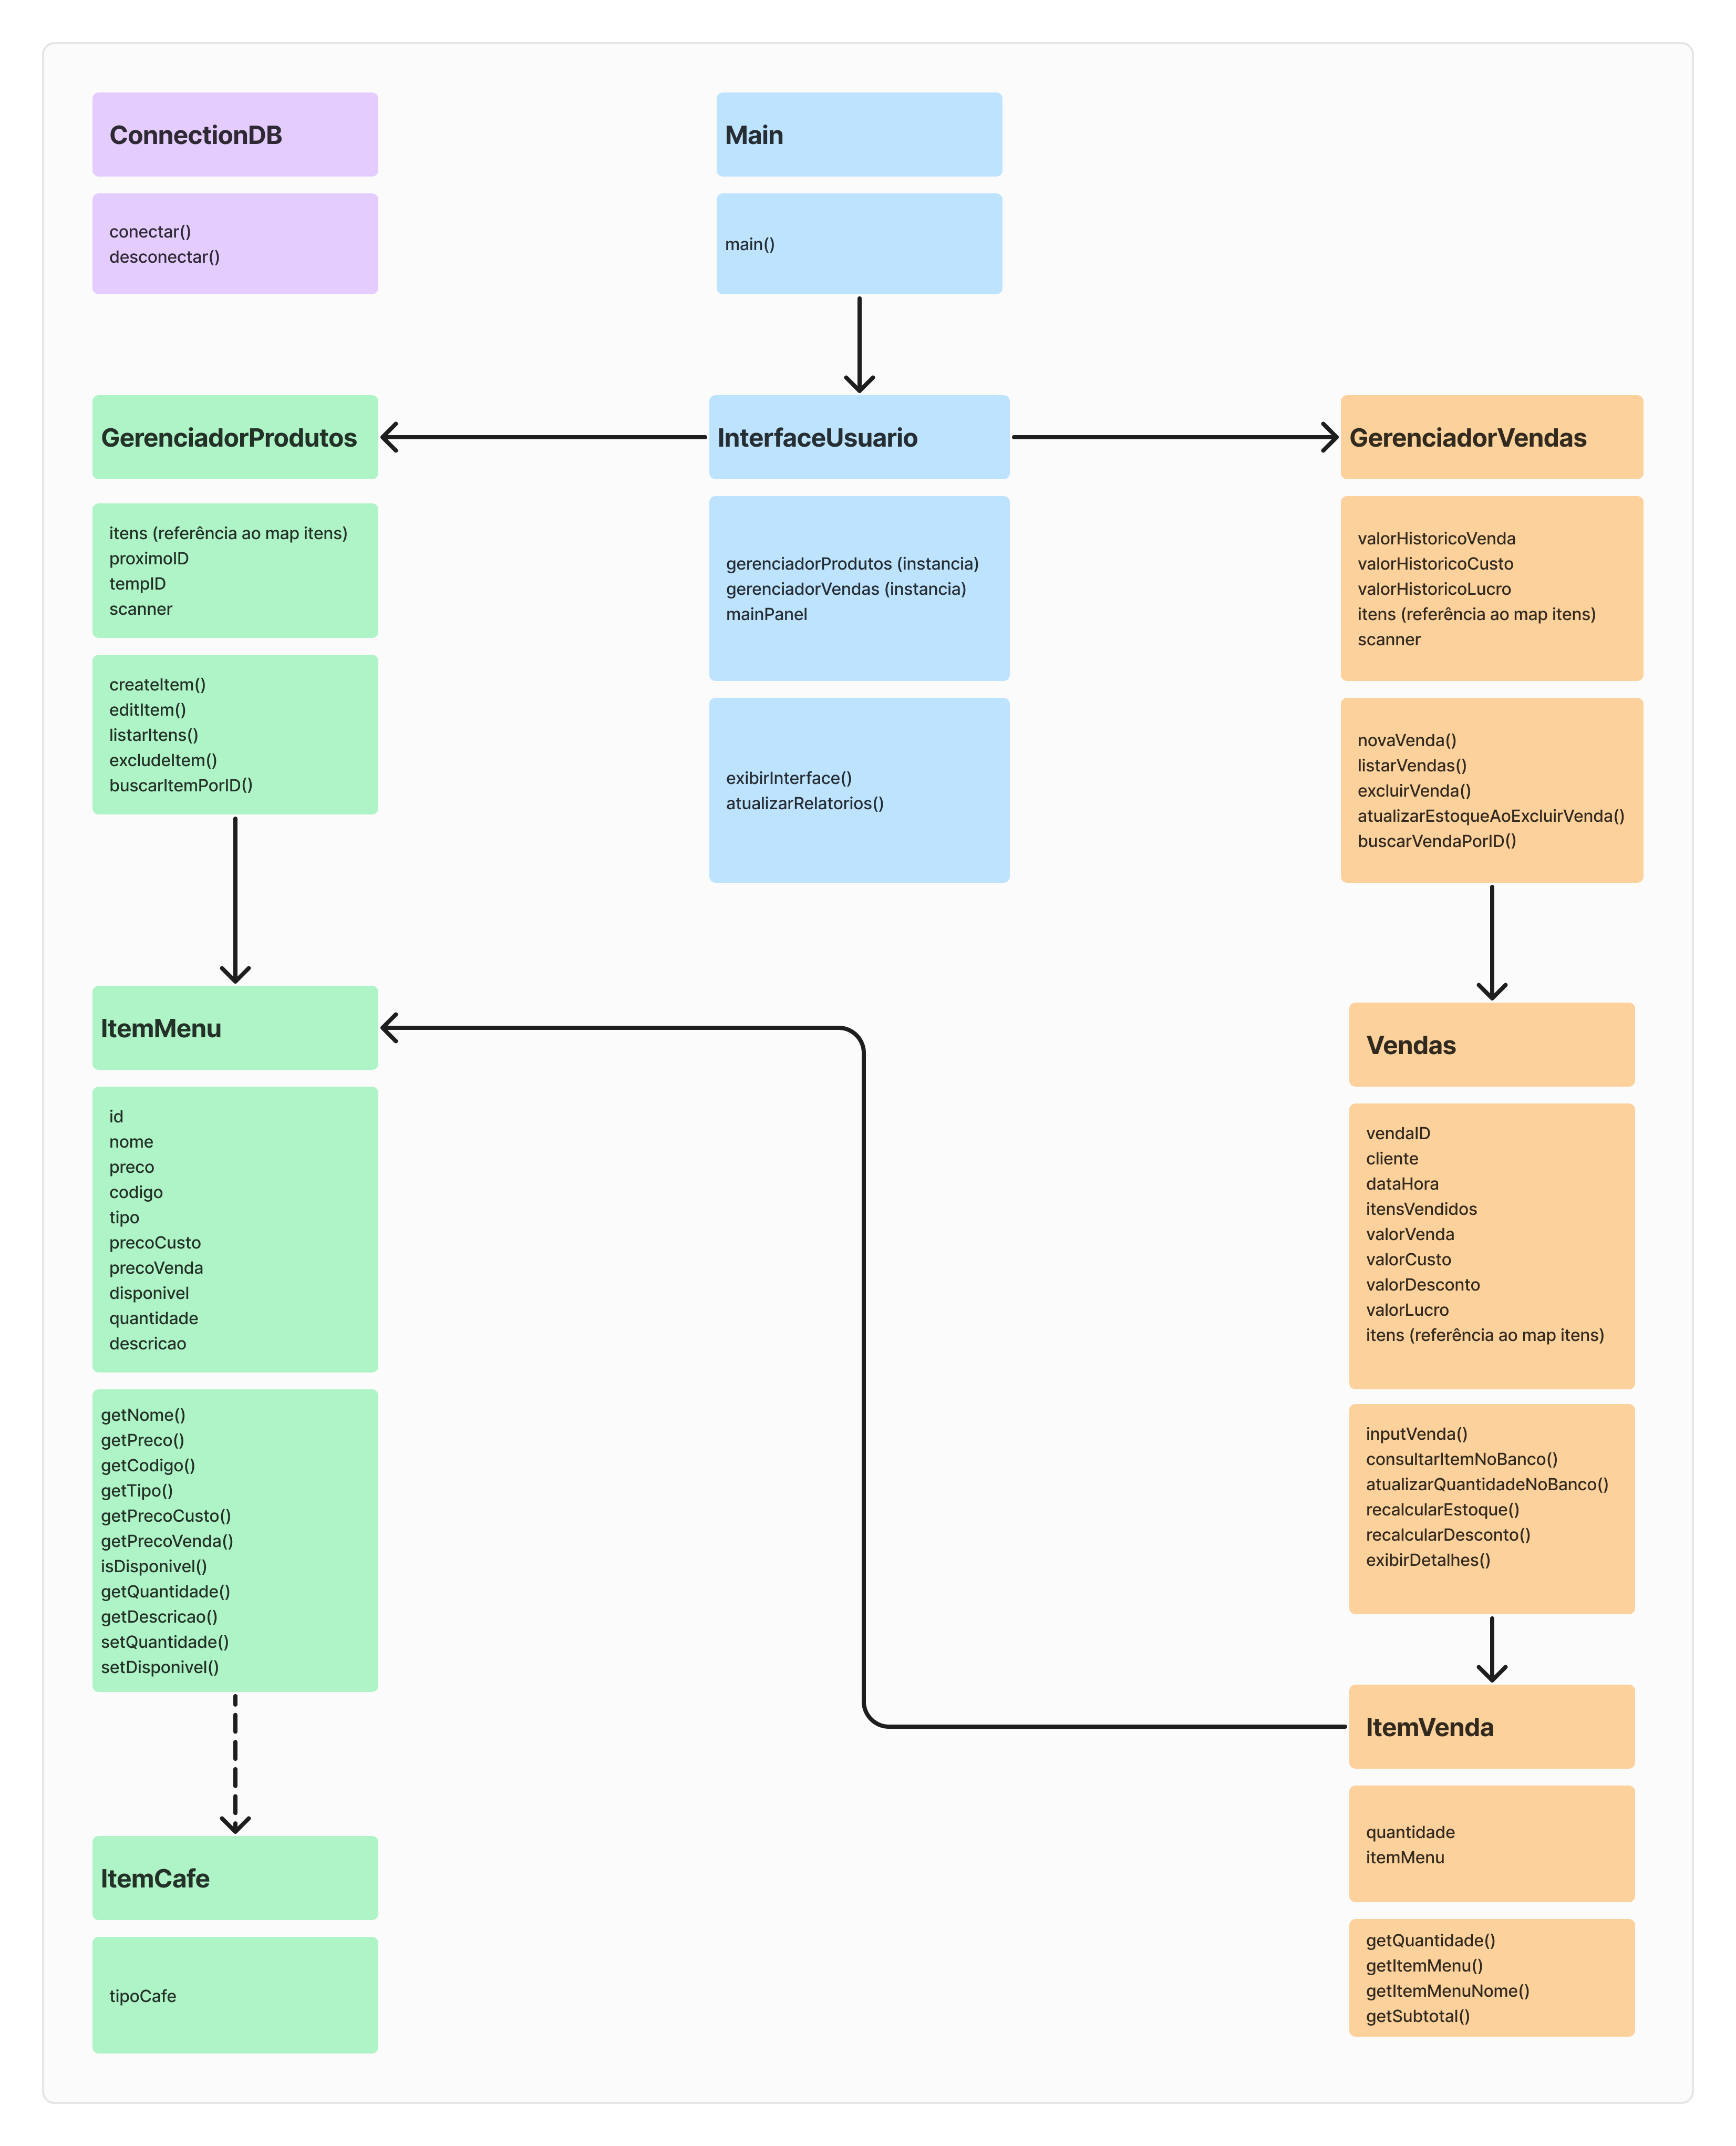 ConnectionDB
conectar()
desconectar()
Main
main()
GerenciadorProdutos
itens (referência ao map itens)
proximoID
tempID
scanner
createItem()
editItem()
listarItens()
excludeItem()
buscarItemPorID()
InterfaceUsuario
gerenciadorProdutos (instancia)
gerenciadorVendas (instancia)
mainPanel
exibirInterface()
atualizarRelatorios()
GerenciadorVendas
valorHistoricoVenda
valorHistoricoCusto
valorHistoricoLucro
itens (referência ao map itens)
scanner
novaVenda()
listarVendas()
excluirVenda()
atualizarEstoqueAoExcluirVenda()
buscarVendaPorID()
ItemMenu
id
nome
preco
codigo
tipo
precoCusto
precoVenda
disponivel
quantidade
descricao
getNome()
getPreco()
getCodigo()
getTipo()
getPrecoCusto()
getPrecoVenda()
isDisponivel()
getQuantidade()
getDescricao()
setQuantidade()
setDisponivel()
ItemCafe
tipoCafe
Vendas
vendaID
cliente
dataHora
itensVendidos
valorVenda
valorCusto
valorDesconto
valorLucro
itens (referência ao map itens)
inputVenda()
consultarItemNoBanco()
atualizarQuantidadeNoBanco()
recalcularEstoque()
recalcularDesconto()
exibirDetalhes()
ItemVenda
quantidade
itemMenu
getQuantidade()
getItemMenu()
getItemMenuNome()
getSubtotal()